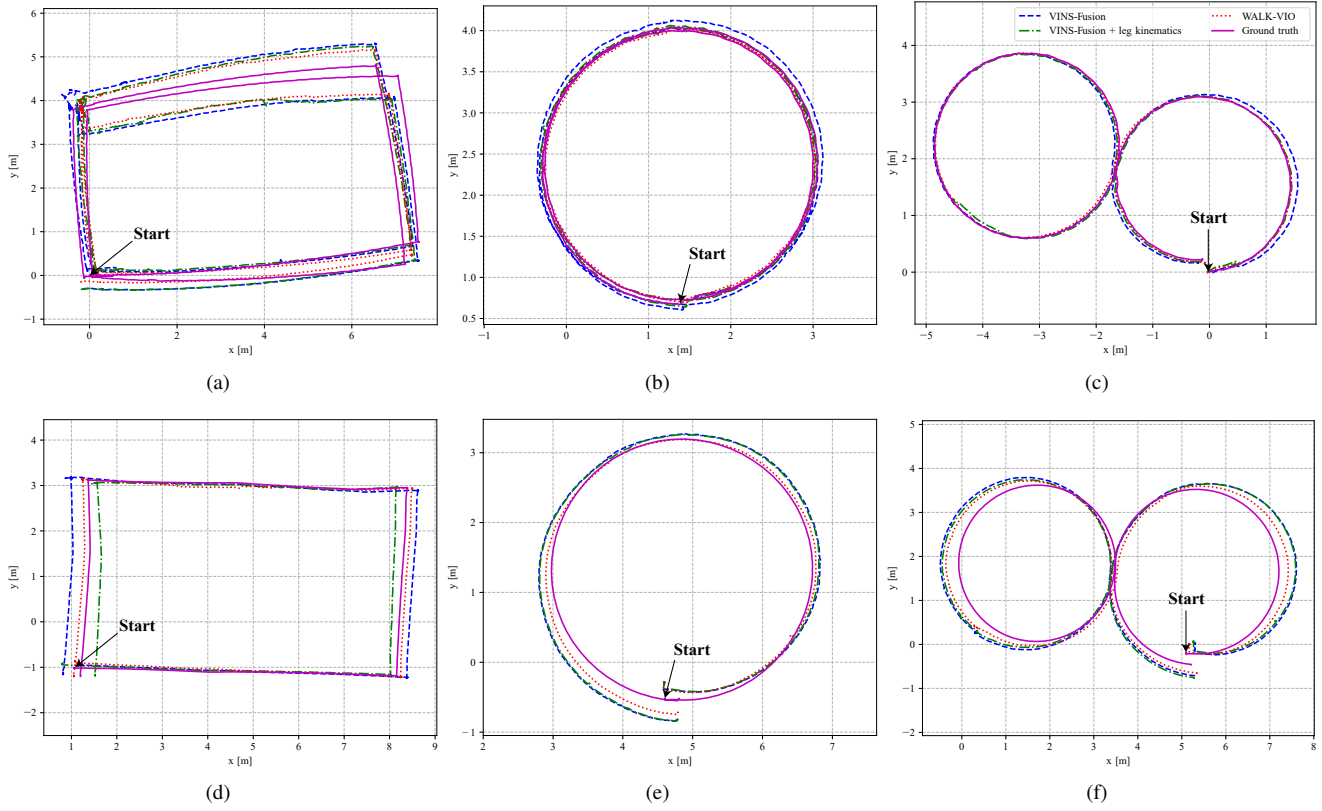 6
5
4
3
2
1
0
−1
y [m]
0
2
4
6
x [m]
Start
(a)
4.0
3.5
3.0
2.5
2.0
1.5
1.0
0.5
y [m]
−1
0
1
2
3
x [m]
Start
(b)
VINS-Fusion
VINS-Fusion + leg kinematics
WALK-VIO
Ground truth
4
3
2
1
0
y [m]
−5
−4
−3
−2
−1
0
1
x [m]
Start
(c)
4
3
2
1
0
−1
−2
y [m]
1
2
3
4
5
6
7
8
9
x [m]
Start
(d)
3
2
1
0
−1
y [m]
2
3
4
5
6
7
x [m]
Start
(e)
5
4
3
2
1
0
−1
−2
y [m]
0
1
2
3
4
5
6
7
8
x [m]
Start
(f)